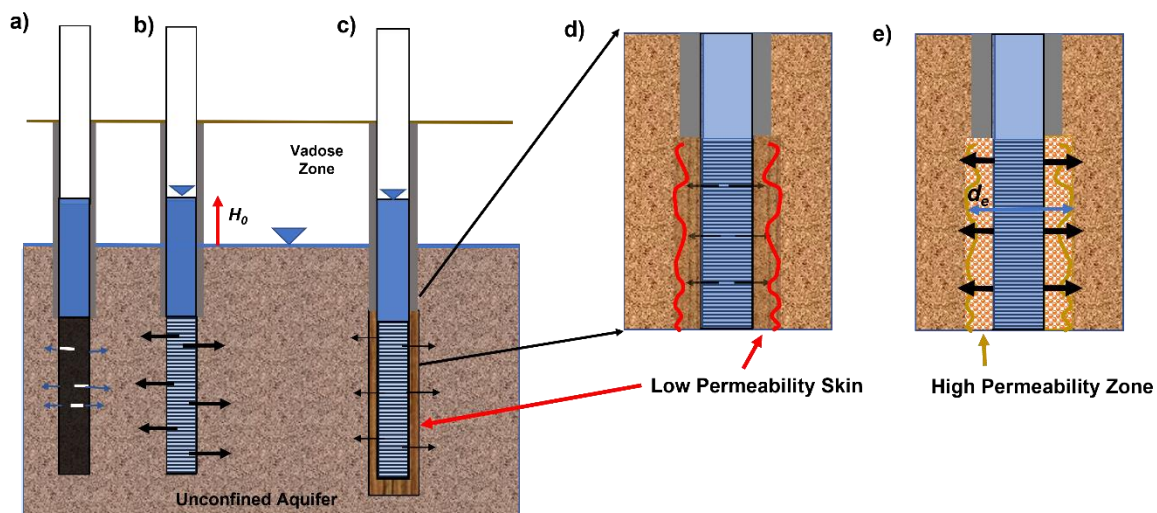 a)
b)
c)
d)
e)
Vadose
Zone
H₀
dₑ
Low Permeability Skin
High Permeability Zone
Unconfined Aquifer